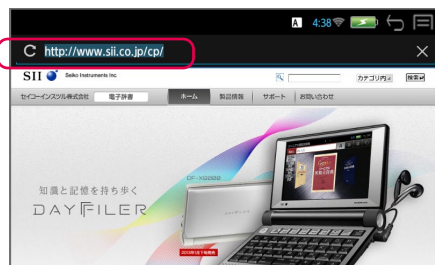 A 4:38
http://www.sii.co.jp/cp/
SII Seiko Instruments Inc
カテゴリ内 検索
セイコーインスツル株式会社 電子辞書 ホーム 製品情報 サポート お問い合わせ
知識と記憶を持ち歩く
DAYFILER